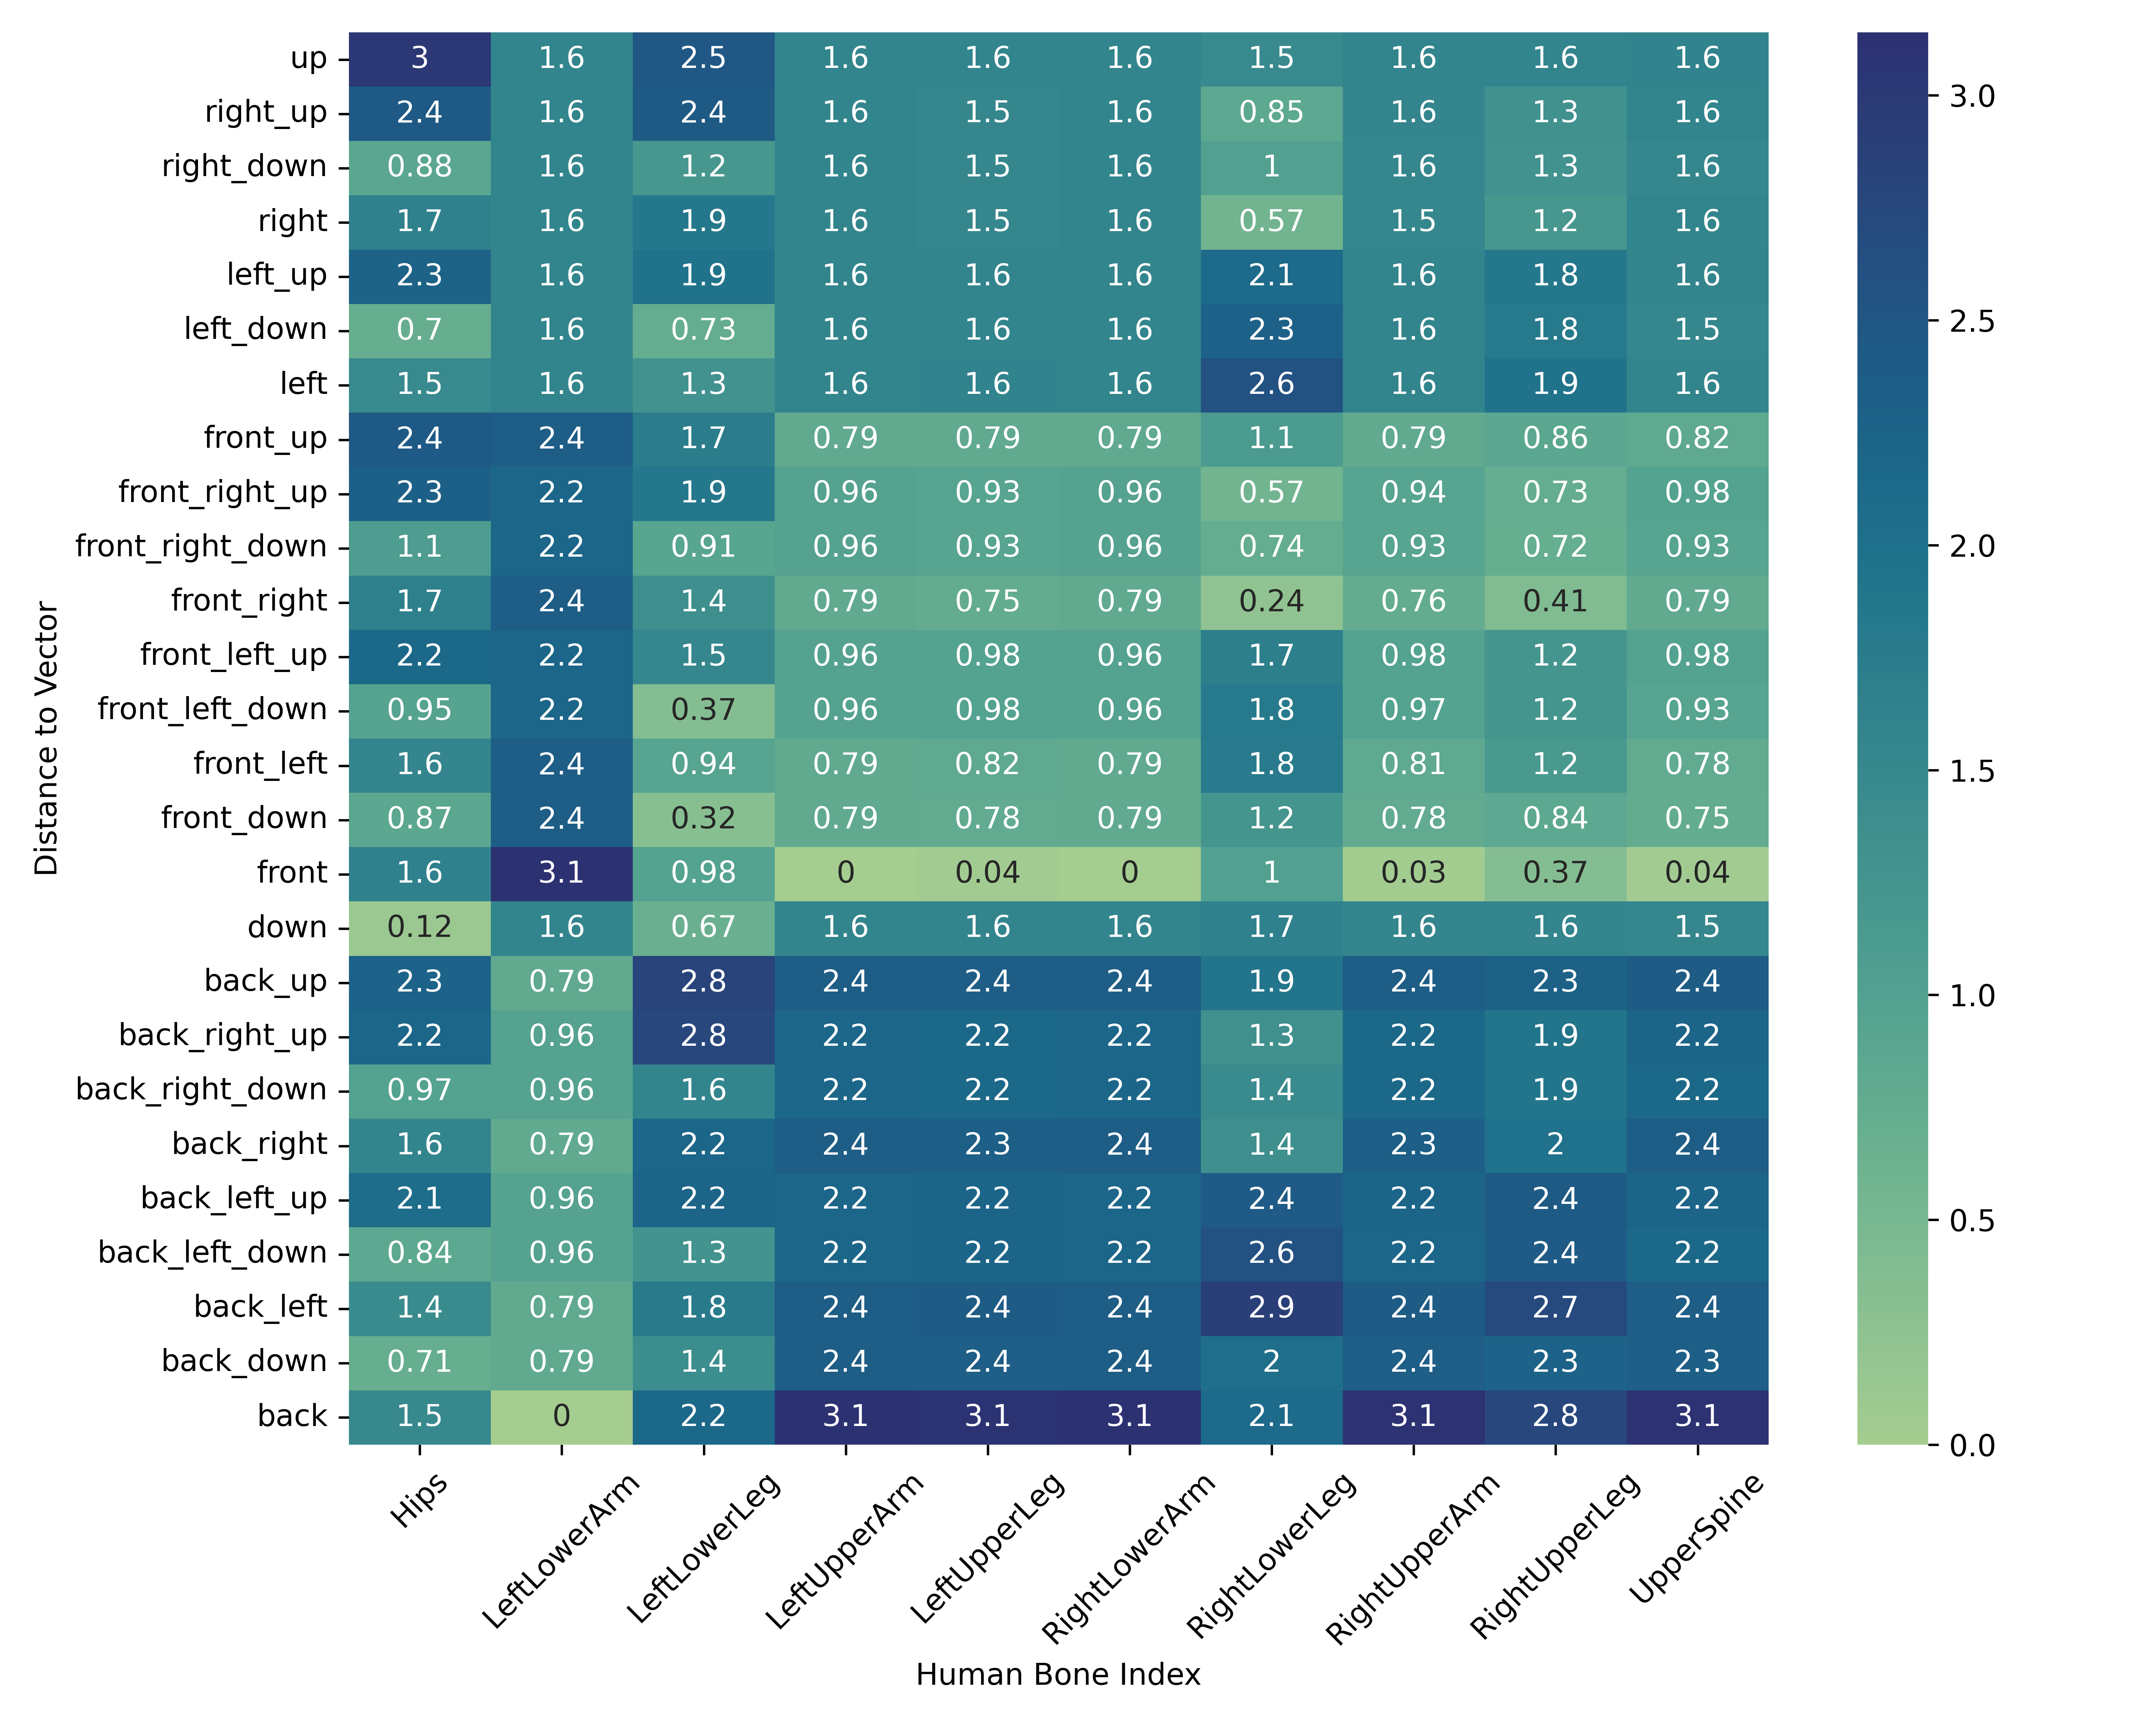 up 3 1.6 2.5 1.6 1.6 1.6 1.5 1.6 1.6 1.6
right_up 2.4 1.6 2.4 1.6 1.5 1.6 0.85 1.6 1.3 1.6
right_down 0.88 1.6 1.2 1.6 1.5 1.6 1 1.6 1.3 1.6
right 1.7 1.6 1.9 1.6 1.5 1.6 0.57 1.5 1.2 1.6
left_up 2.3 1.6 1.9 1.6 1.6 1.6 2.1 1.6 1.8 1.6
left_down 0.7 1.6 0.73 1.6 1.6 1.6 2.3 1.6 1.8 1.5
left 1.5 1.6 1.3 1.6 1.6 1.6 2.6 1.6 1.9 1.6
front_up 2.4 2.4 1.7 0.79 0.79 0.79 1.1 0.79 0.86 0.82
front_right_up 2.3 2.2 1.9 0.96 0.93 0.96 0.57 0.94 0.73 0.98
front_right_down 1.1 2.2 0.91 0.96 0.93 0.96 0.74 0.93 0.72 0.93
front_right 1.7 2.4 1.4 0.79 0.75 0.79 0.24 0.76 0.41 0.79
front_left_up 2.2 2.2 1.5 0.96 0.98 0.96 1.7 0.98 1.2 0.98
front_left_down 0.95 2.2 0.37 0.96 0.98 0.96 1.8 0.97 1.2 0.93
front_left 1.6 2.4 0.94 0.79 0.82 0.79 1.8 0.81 1.2 0.78
front_down 0.87 2.4 0.32 0.79 0.78 0.79 1.2 0.78 0.84 0.75
front 1.6 3.1 0.98 0 0.04 0 1 0.03 0.37 0.04
down 0.12 1.6 0.67 1.6 1.6 1.6 1.7 1.6 1.6 1.5
back_up 2.3 0.79 2.8 2.4 2.4 2.4 1.9 2.4 2.3 2.4
back_right_up 2.2 0.96 2.8 2.2 2.2 2.2 1.3 2.2 1.9 2.2
back_right_down 0.97 0.96 1.6 2.2 2.2 2.2 1.4 2.2 1.9 2.2
back_right 1.6 0.79 2.2 2.4 2.3 2.4 1.4 2.3 2 2.4
back_left_up 2.1 0.96 2.2 2.2 2.2 2.2 2.4 2.2 2.4 2.2
back_left_down 0.84 0.96 1.3 2.2 2.2 2.2 2.6 2.2 2.4 2.2
back_left 1.4 0.79 1.8 2.4 2.4 2.4 2.9 2.4 2.7 2.4
back_down 0.71 0.79 1.4 2.4 2.4 2.4 2 2.4 2.3 2.3
back 1.5 0 2.2 3.1 3.1 3.1 2.1 3.1 2.8 3.1
Hips LeftLowerArm LeftLowerLeg LeftUpperArm LeftUpperLeg RightLowerArm RightLowerLeg RightUpperArm RightUpperLeg UpperSpine
Human Bone Index
Distance to Vector
3.0
2.5
2.0
1.5
1.0
0.5
0.0